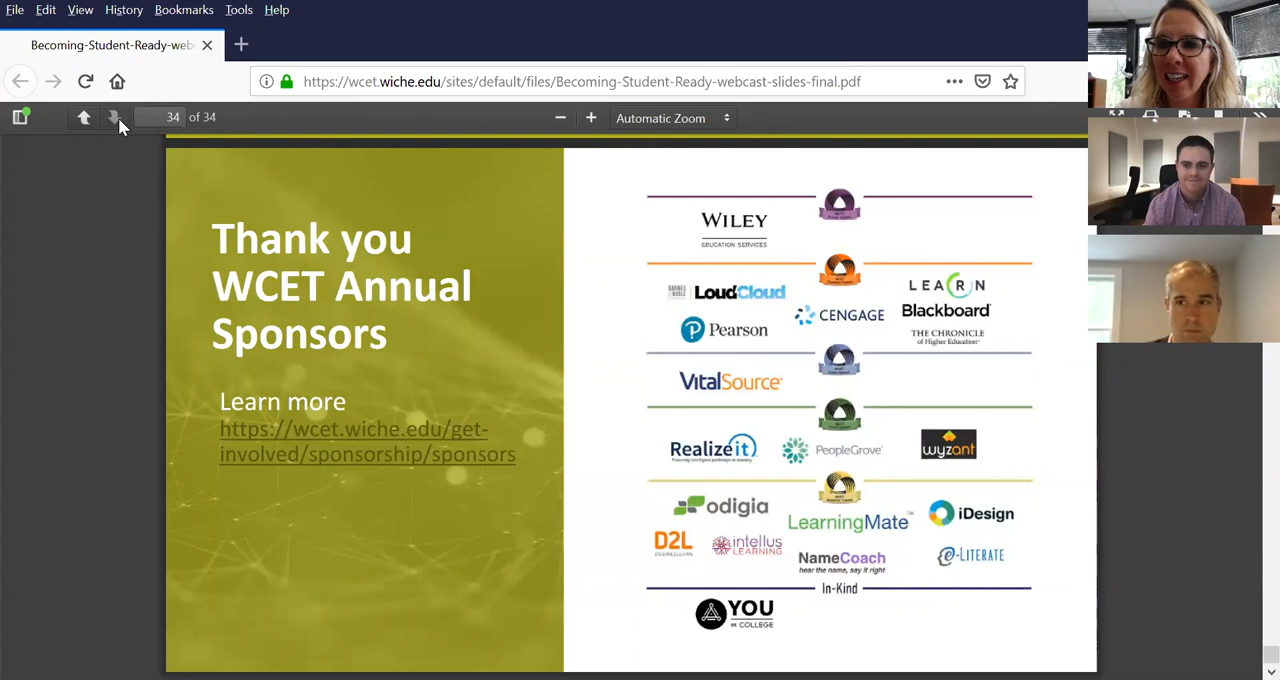 File Edit View History Bookmarks Tools Help
Becoming-Student-Ready-web
https://wcet.wiche.edu/sites/default/files/Becoming-Student-Ready-webcast-slides-final.pdf
34 of 34
Automatic Zoom
Thank you
WCET Annual
Sponsors
Learn more
https://wcet.wiche.edu/get-
involved/sponsorship/sponsors
WILEY
EDUCATION SERVICES
BARNES
NOBLE
LoudCloud
Pearson
CENGAGE
LEARN
Blackboard
THE CHRONICLE
of Higher Education
VitalSource®
Realizeit
PeopleGrove
wyzant
odigia
LearningMate™
iDesign
D2L
intellus
LEARNING
NameCoach
hear the name, say it right
e-LITERATE
In-Kind
YOU
at COLLEGE